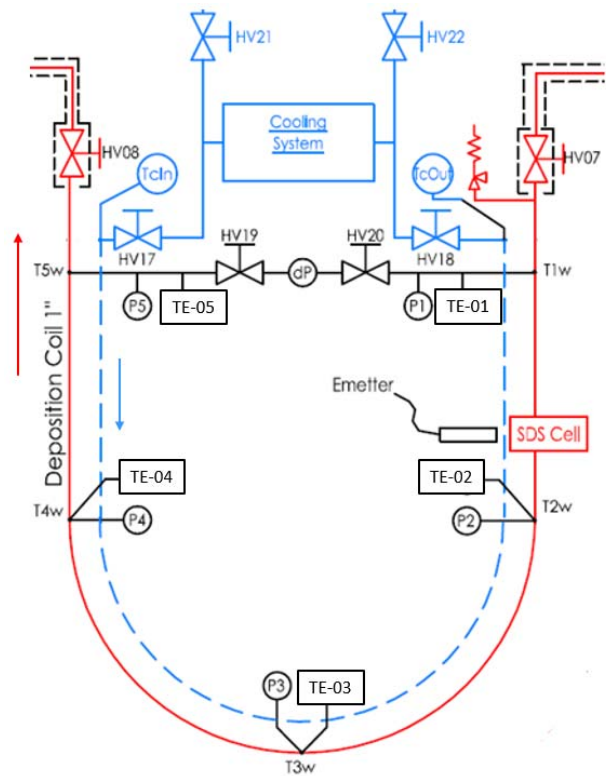 HV21
HV22
Cooling
System
HV08
HV07
TcIn
TcOut
HV17
HV19
HV20
HV18
T5w
T1w
dP
P5
TE-05
P1
TE-01
Deposition Coil 1"
Emetter
SDS Cell
TE-04
TE-02
T4w
P4
P2
T2w
P3
TE-03
T3w